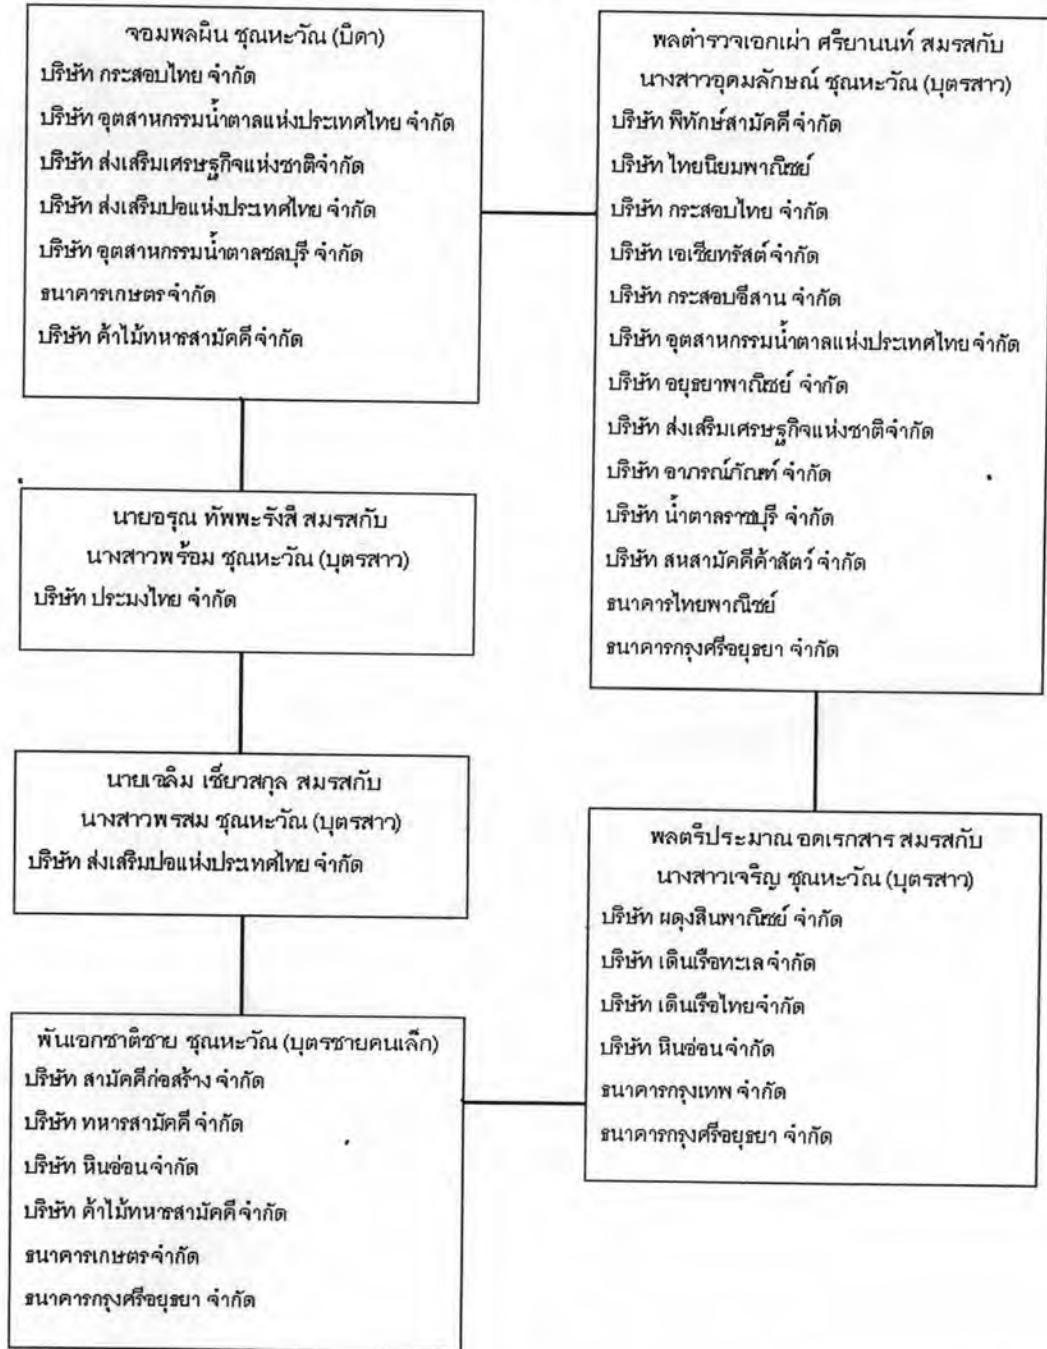 จอมพลผิน ชุณหะวัณ (บิดา)
บริษัท กระสอบไทย จำกัด
บริษัท อุตสาหกรรมน้ำตาลแห่งประเทศไทย จำกัด
บริษัท ส่งเสริมเศรษฐกิจแห่งชาติจำกัด
บริษัท ส่งเสริมปอแห่งประเทศไทย จำกัด
บริษัท อุตสาหกรรมน้ำตาลชลบุรี จำกัด
ธนาคารเกษตรจำกัด
บริษัท ค้าไม้ทหารสามัคคีจำกัด
พลตำรวจเอกเผ่า ศรียานนท์ สมรสกับ
นางสาวอุดมลักษณ์ ชุณหะวัณ (บุตรสาว)
บริษัท พิทักษ์สามัคคีจำกัด
บริษัท ไทยนิยมพาณิชย์
บริษัท กระสอบไทย จำกัด
บริษัท เอเชียทรัสต์จำกัด
บริษัท กระสอบอีสาน จำกัด
บริษัท อุตสาหกรรมน้ำตาลแห่งประเทศไทยจำกัด
บริษัท อยุธยาพาณิชย์ จำกัด
บริษัท ส่งเสริมเศรษฐกิจแห่งชาติจำกัด
บริษัท อาภรณ์ภัณฑ์ จำกัด
บริษัท น้ำตาลราชบุรี จำกัด
บริษัท สหสามัคคีค้าสัตว์ จำกัด
ธนาคารไทยพาณิชย์
ธนาคารกรุงศรีอยุธยา จำกัด
นายอรุณ ทัพพะรังสี สมรสกับ
นางสาวพร้อม ชุณหะวัณ (บุตรสาว)
บริษัท ประมงไทย จำกัด
นายเฉลิม เชี่ยวสกุล สมรสกับ
นางสาวพรสม ชุณหะวัณ (บุตรสาว)
บริษัท ส่งเสริมปอแห่งประเทศไทย จำกัด
พลตรีประมาณ อดเรกสาร สมรสกับ
นางสาวเจริญ ชุณหะวัณ (บุตรสาว)
บริษัท ผดุงสินพาณิชย์ จำกัด
บริษัท เดินเรือทะเลจำกัด
บริษัท เดินเรือไทยจำกัด
บริษัท หินอ่อนจำกัด
ธนาคารกรุงเทพ จำกัด
ธนาคารกรุงศรีอยุธยา จำกัด
พันเอกชาติชาย ชุณหะวัณ (บุตรชายคนเล็ก)
บริษัท สามัคคีก่อสร้าง จำกัด
บริษัท ทหารสามัคคี จำกัด
บริษัท หินอ่อนจำกัด
บริษัท ค้าไม้ทหารสามัคคีจำกัด
ธนาคารเกษตรจำกัด
ธนาคารกรุงศรีอยุธยา จำกัด